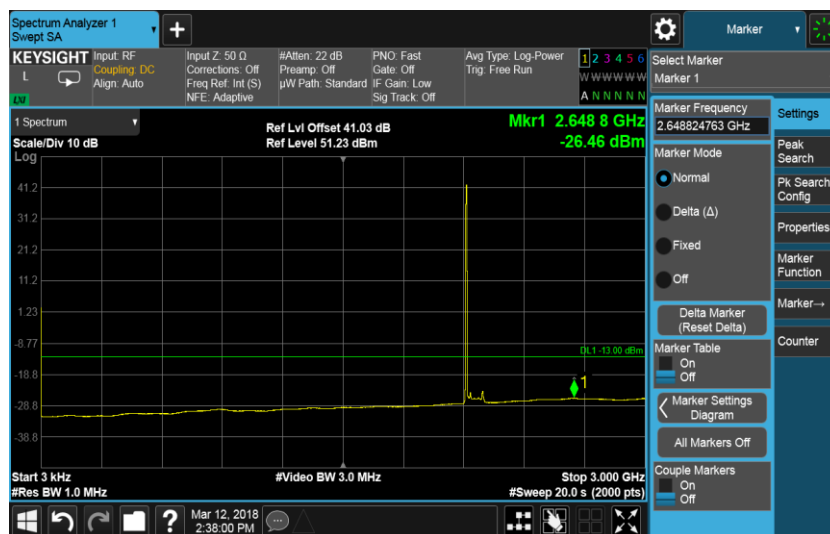 Spectrum Analyzer 1
Swept SA
+
Marker
KEYSIGHT
L
LXI
Input: RF
Coupling: DC
Align: Auto
Input Z: 50 Ω
Corrections: Off
Freq Ref: Int (S)
NFE: Adaptive
#Atten: 22 dB
Preamp: Off
µW Path: Standard
PNO: Fast
Gate: Off
IF Gain: Low
Sig Track: Off
Avg Type: Log-Power
Trig: Free Run
1 2 3 4 5 6
W W W W W W
A N N N N N
Select Marker
Marker 1
1 Spectrum
Scale/Div 10 dB
Log
Ref Lvl Offset 41.03 dB
Ref Level 51.23 dBm
Mkr1 2.648 8 GHz
-26.46 dBm
41.2
31.2
21.2
11.2
1.23
-8.77
-18.8
-28.8
-38.8
DL1 -13.00 dBm
1
Start 3 kHz
#Res BW 1.0 MHz
#Video BW 3.0 MHz
Stop 3.000 GHz
#Sweep 20.0 s (2000 pts)
Marker Frequency
2.648824763 GHz
Marker Mode
Normal
Delta (Δ)
Fixed
Off
Delta Marker
(Reset Delta)
Marker Table
On
Off
Marker Settings
Diagram
All Markers Off
Couple Markers
On
Off
Settings
Peak
Search
Pk Search
Config
Properties
Marker
Function
Marker→
Counter
?
Mar 12, 2018
2:38:00 PM